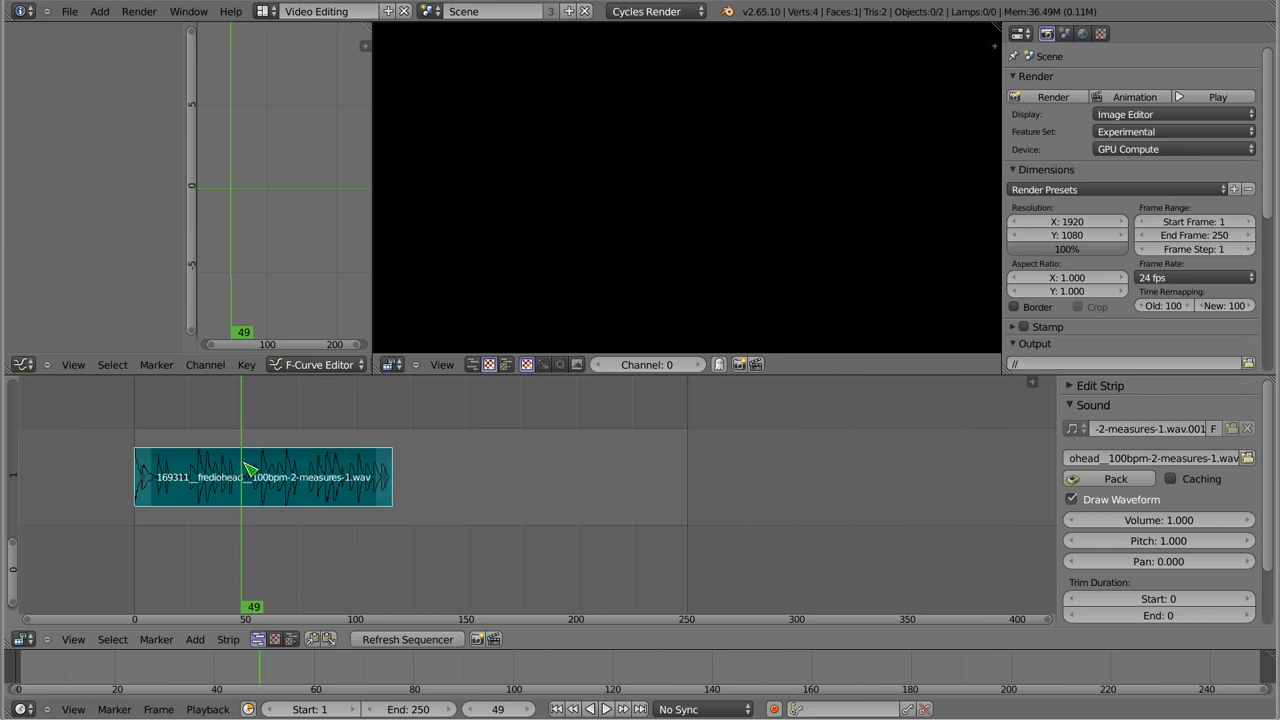 File Add Render Window Help Video Editing Scene 3 Cycles Render v2.65.10 | Verts:4 | Faces:1 | Tris:2 | Objects:0/2 | Lamps:0/0 | Mem:36.49M (0.11M)
5
0
-5
49
100 200
View Select Marker Channel Key F-Curve Editor
View Channel: 0
Scene
Render
Render Animation Play
Display: Image Editor
Feature Set: Experimental
Device: GPU Compute
Dimensions
Render Presets
Resolution: Frame Range:
X: 1920 Start Frame: 1
Y: 1080 End Frame: 250
100% Frame Step: 1
Aspect Ratio: Frame Rate:
X: 1.000 24 fps
Y: 1.000 Time Remapping:
Border Crop Old: 100 New: 100
Stamp
Output
//
1
0
169311__frediohead__100bpm-2-measures-1.wav
49
0 50 100 150 200 250 300 350 400
View Select Marker Add Strip Refresh Sequencer
Edit Strip
Sound
-2-measures-1.wav.001 F
ohead__100bpm-2-measures-1.wav
Pack Caching
Draw Waveform
Volume: 1.000
Pitch: 1.000
Pan: 0.000
Trim Duration:
Start: 0
End: 0
0 20 40 60 80 100 120 140 160 180 200 220 240
View Marker Frame Playback Start: 1 End: 250 49 No Sync